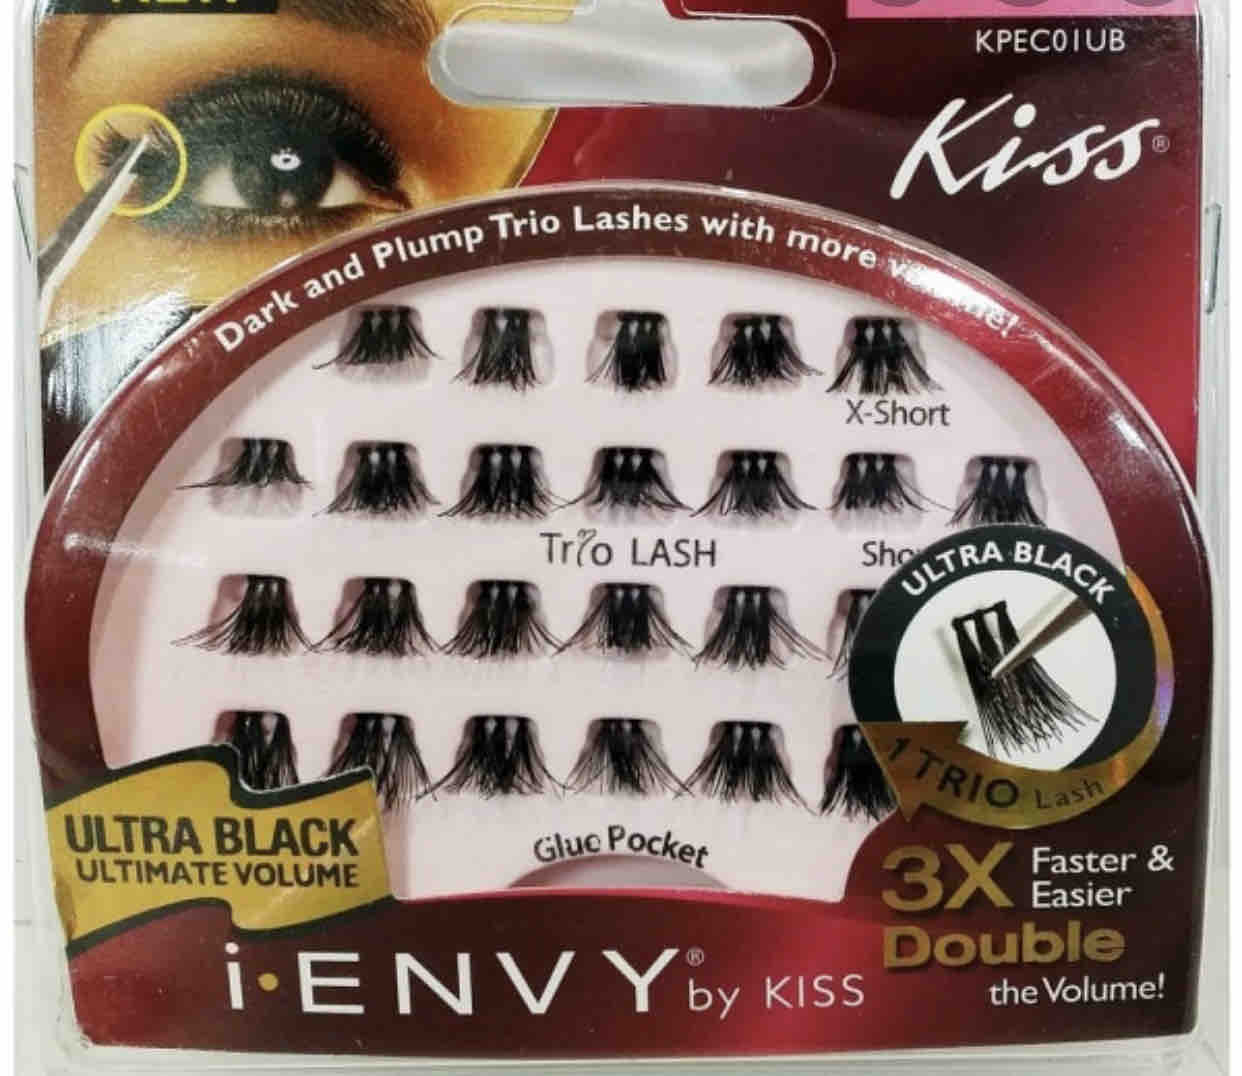 NEW
KPEC01UB
Kiss®
Dark and Plump Trio Lashes with more
X-Short
Trio LASH
ULTRA BLACK
1 TRIO Lash
ULTRA BLACK
ULTIMATE VOLUME
Glue Pocket
3X Faster &
Easier
Double
the Volume!
i·ENVY® by KISS